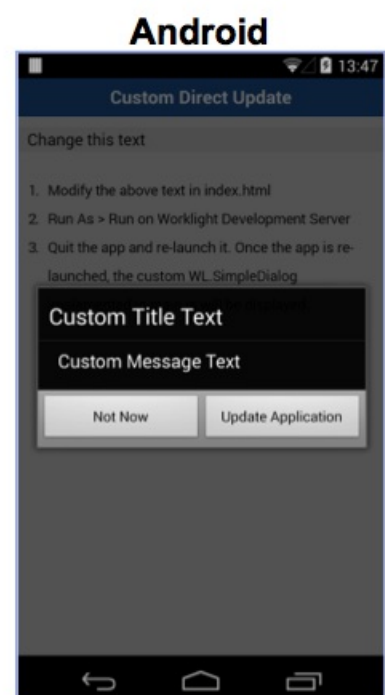 Android
13:47
Custom Direct Update
Change this text
1. Modify the above text in index.html
2. Run As > Run on Worklight Development Server
3. Quit the app and re-launch it. Once the app is re-
launched, the custom WL.SimpleDialog
Custom Title Text
Custom Message Text
Not Now
Update Application